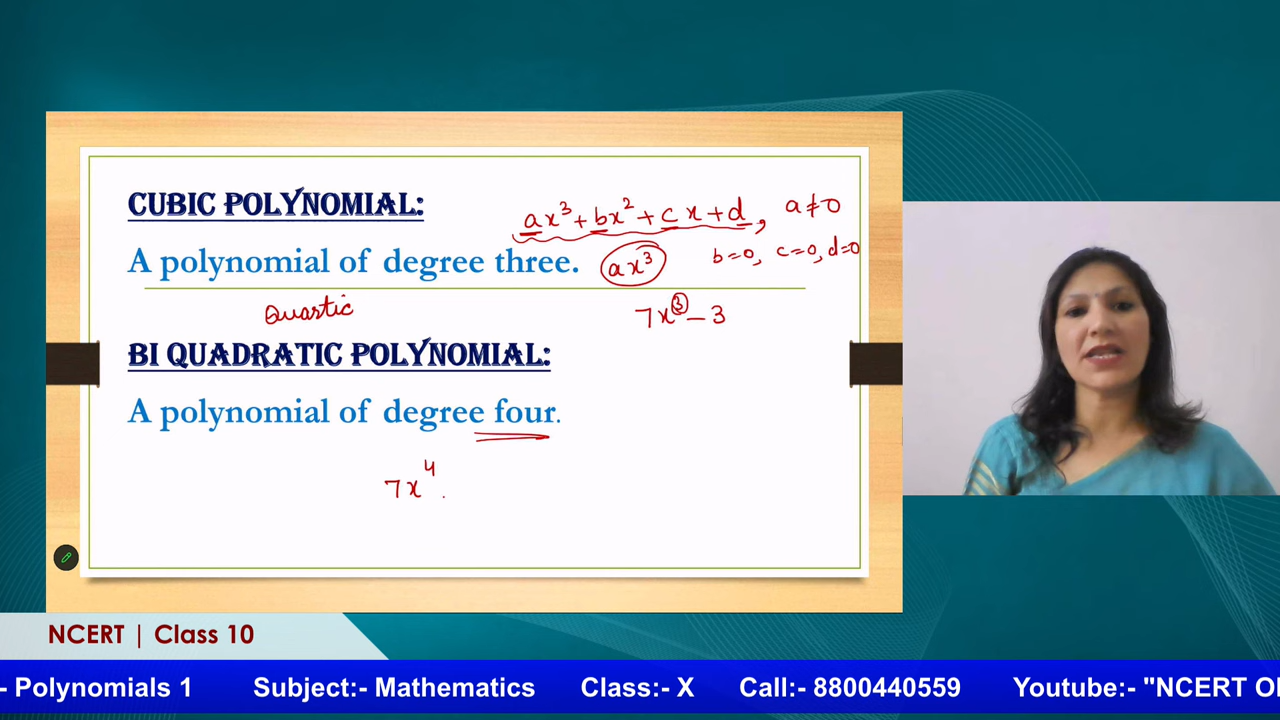 CUBIC POLYNOMIAL:
ax³ + bx² + cx + d, a ≠ 0
A polynomial of degree three.
ax³
b=0, c=0, d=0
Quartic
7x³ – 3
BI QUADRATIC POLYNOMIAL:
A polynomial of degree four.
7x⁴.
NCERT | Class 10
- Polynomials 1 Subject:- Mathematics Class:- X Call:- 8800440559 Youtube:- "NCERT O